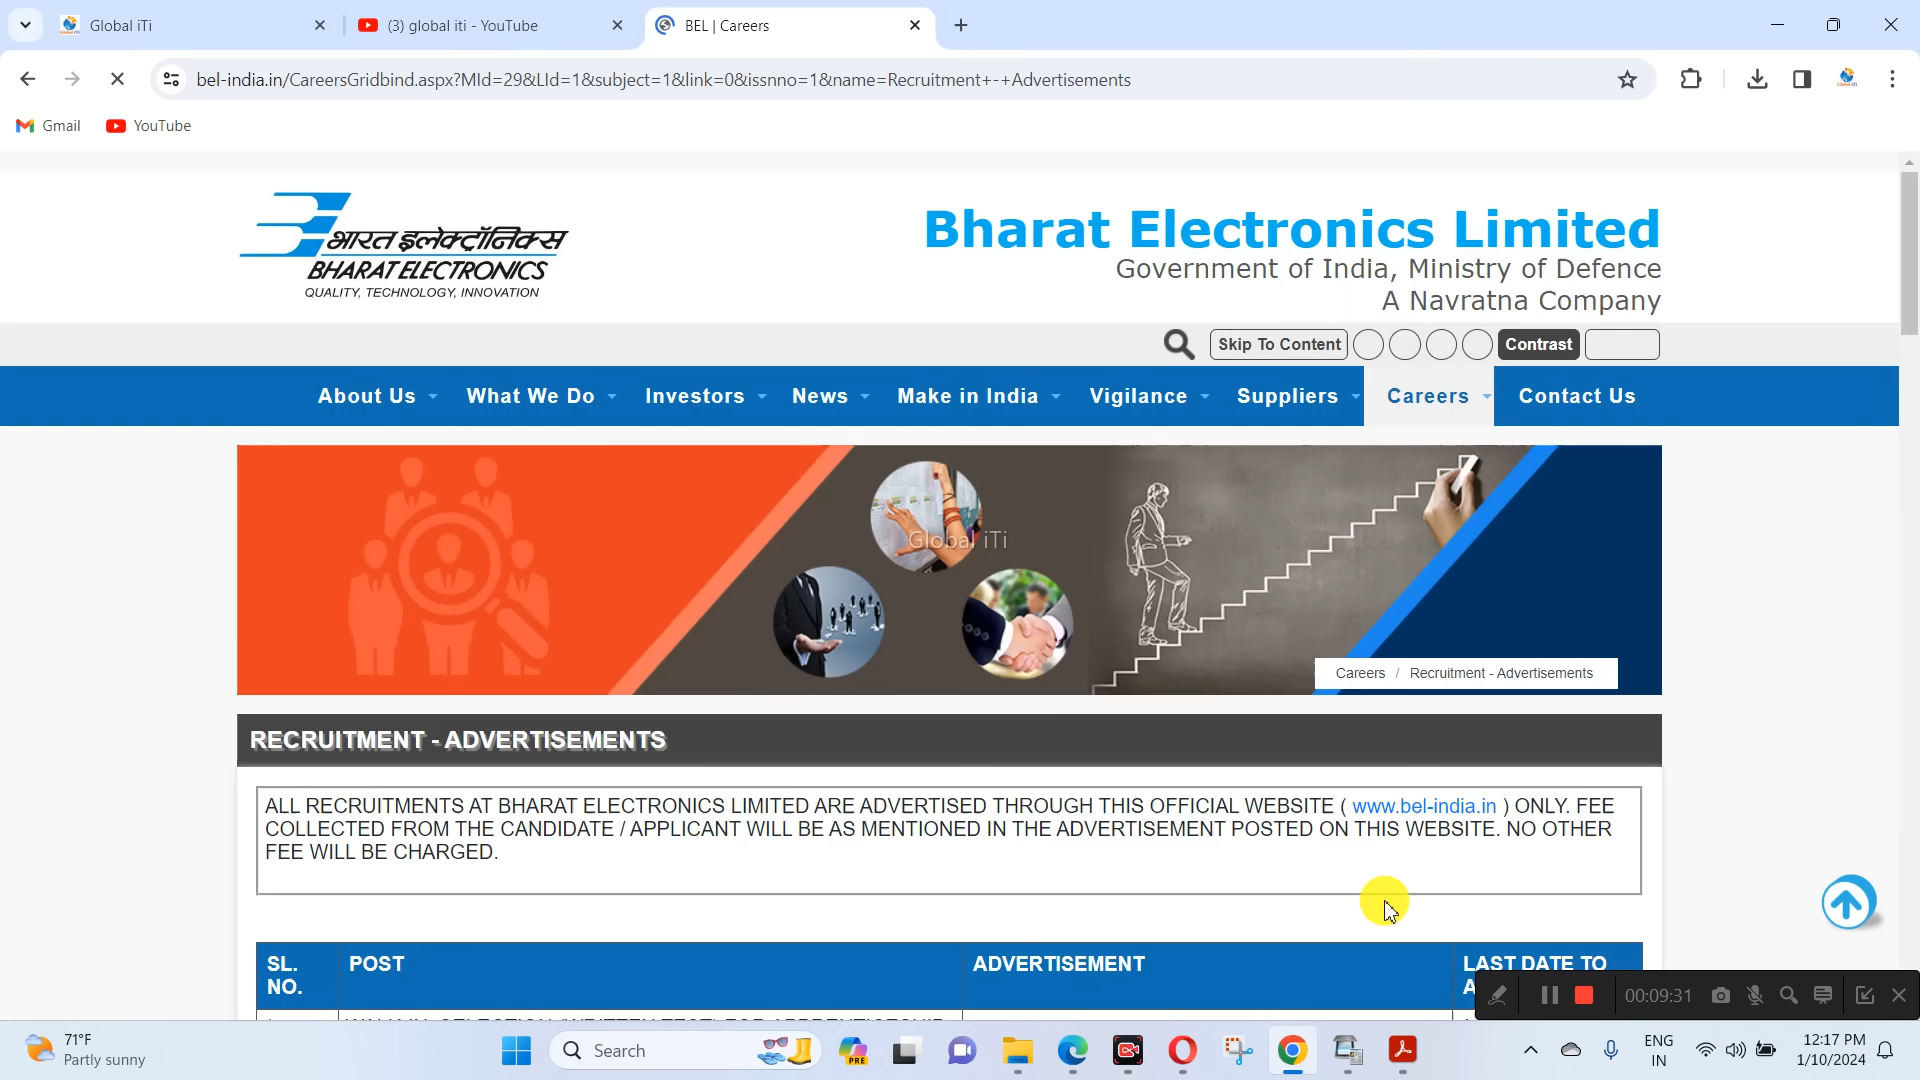 Global iTi
(3) global iti - YouTube
BEL | Careers
bel-india.in/CareersGridbind.aspx?MId=29&LId=1&subject=1&link=0&issnno=1&name=Recruitment+-+Advertisements
Gmail
YouTube
भारत इलेक्ट्रॉनिक्स
BHARAT ELECTRONICS
QUALITY, TECHNOLOGY, INNOVATION
Bharat Electronics Limited
Government of India, Ministry of Defence
A Navratna Company
Skip To Content
Contrast
About Us
What We Do
Investors
News
Make in India
Vigilance
Suppliers
Careers
Contact Us
Global iTi
Careers / Recruitment - Advertisements
RECRUITMENT - ADVERTISEMENTS
ALL RECRUITMENTS AT BHARAT ELECTRONICS LIMITED ARE ADVERTISED THROUGH THIS OFFICIAL WEBSITE ( www.bel-india.in ) ONLY. FEE
COLLECTED FROM THE CANDIDATE / APPLICANT WILL BE AS MENTIONED IN THE ADVERTISEMENT POSTED ON THIS WEBSITE. NO OTHER
FEE WILL BE CHARGED.
SL.
NO.
POST
ADVERTISEMENT
LAST DATE TO
00:09:31
71°F
Partly sunny
Search
PRE
ENG
IN
12:17 PM
1/10/2024